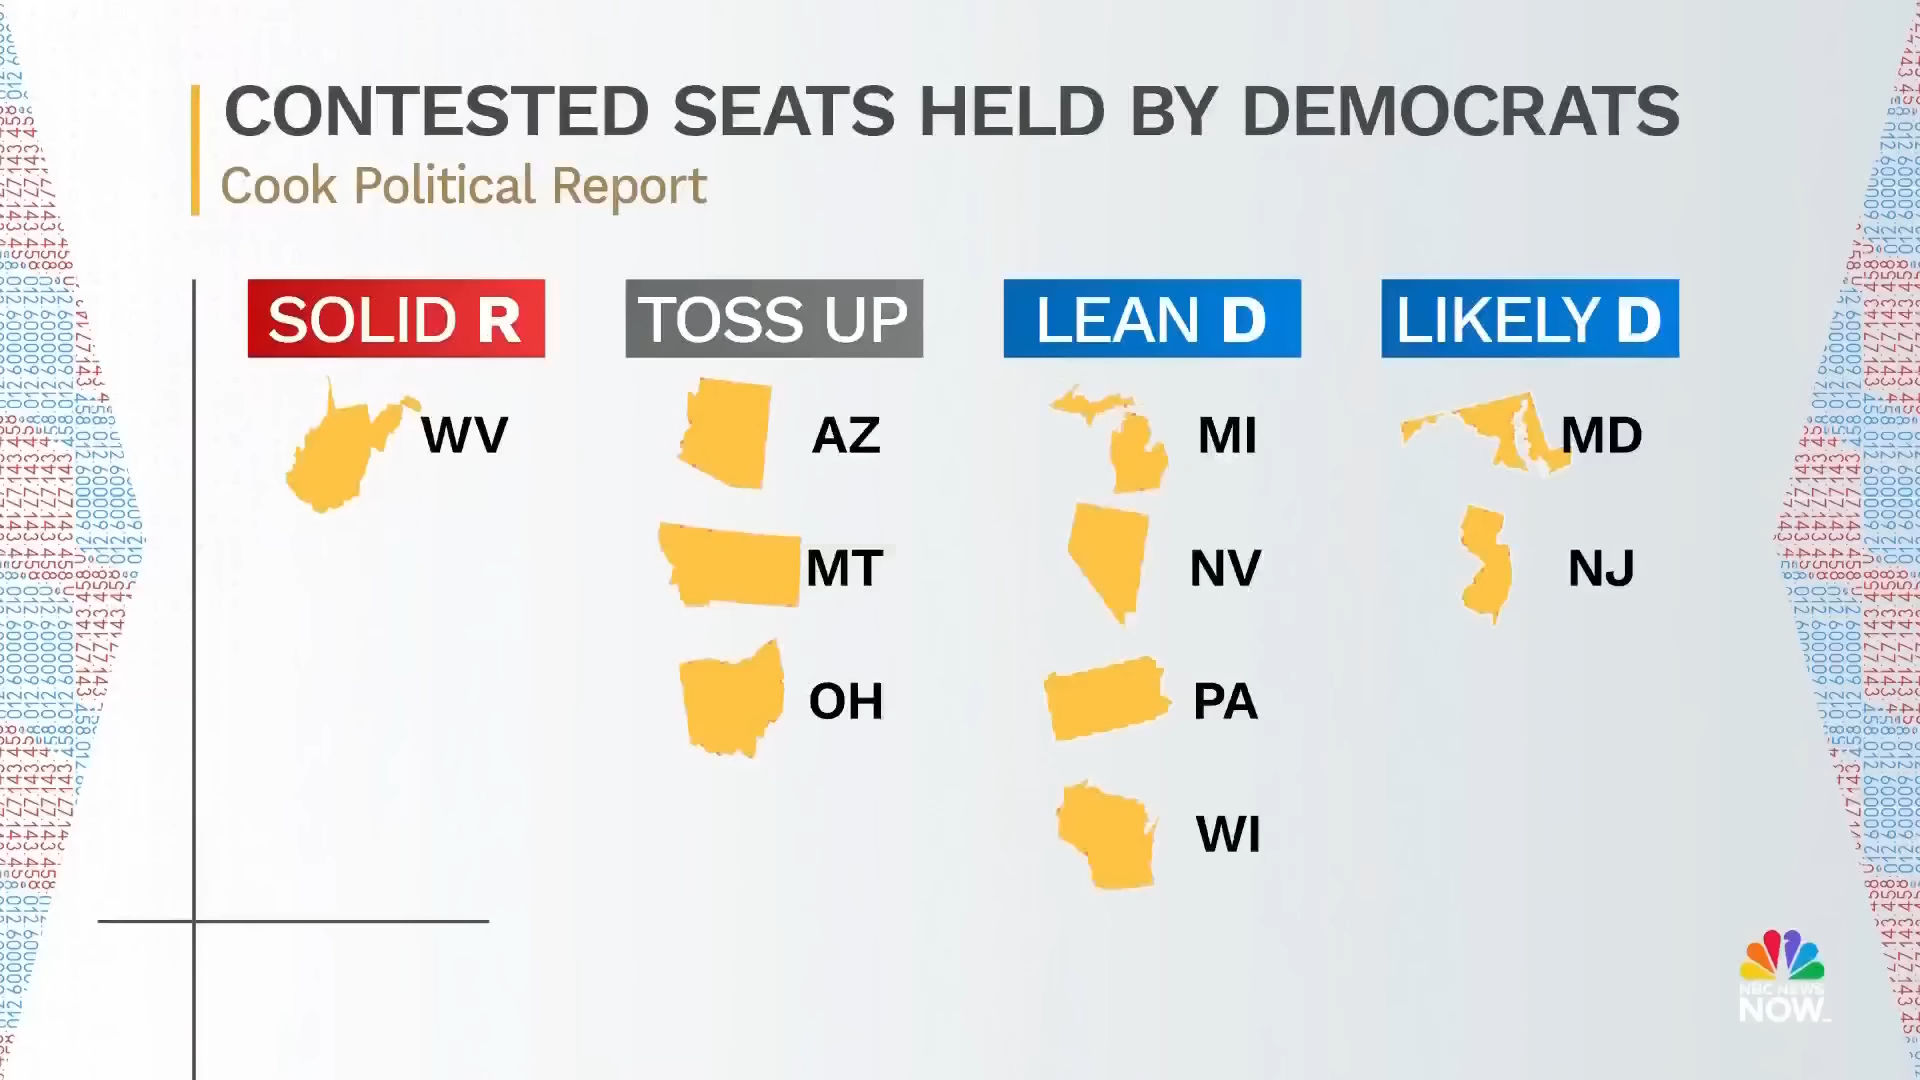 CONTESTED SEATS HELD BY DEMOCRATS
Cook Political Report
SOLID R
TOSS UP
LEAN D
LIKELY D
WV
AZ
MI
MD
MT
NV
NJ
OH
PA
WI
NBC NEWS
NOW